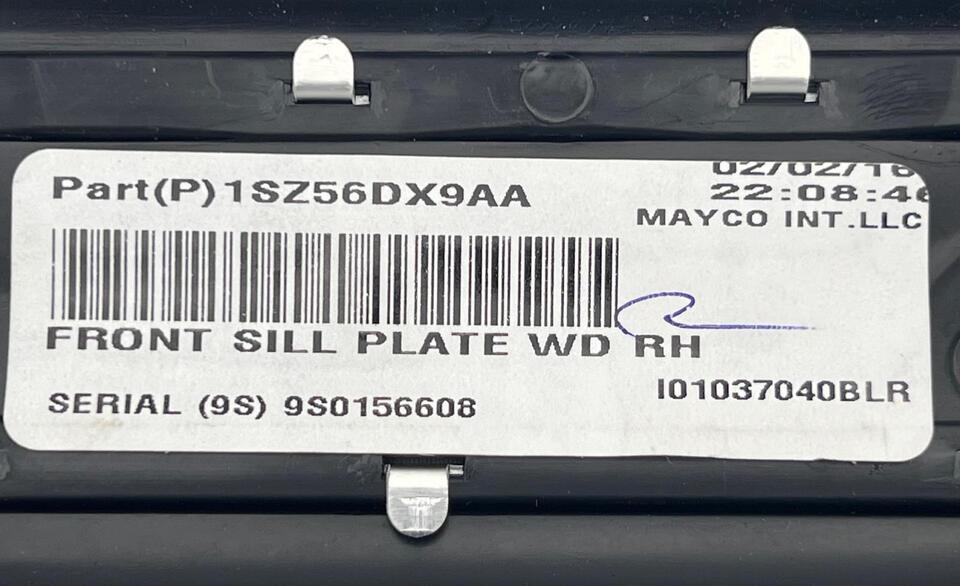 Part(P)1SZ56DX9AA
02/02/16
22:08:46
MAYCO INT.LLC
FRONT SILL PLATE WD RH
I01037040BLR
SERIAL (9S) 9S0156608